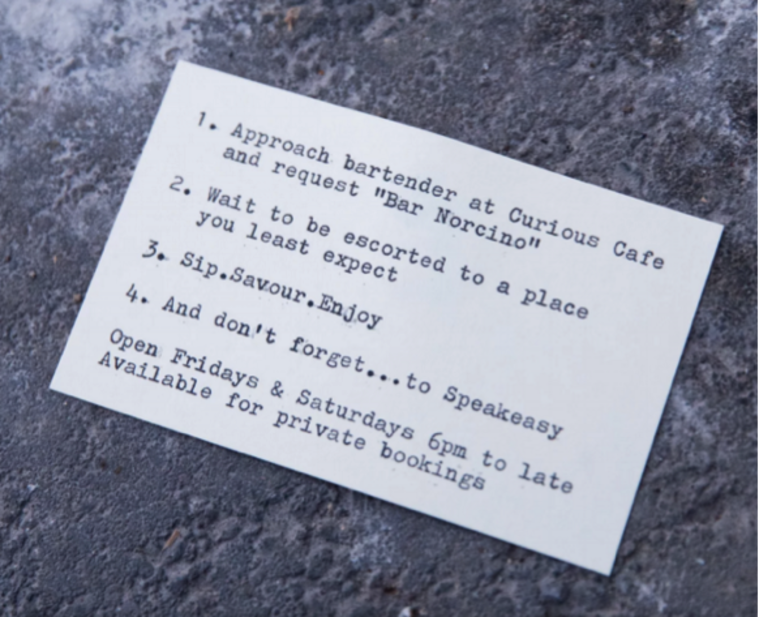 1. Approach bartender at Curious Cafe
and request "Bar Norcino"
2. Wait to be escorted to a place
you least expect
3. Sip.Savour.Enjoy
4. And don't forget...to Speakeasy
Open Fridays & Saturdays 6pm to late
Available for private bookings